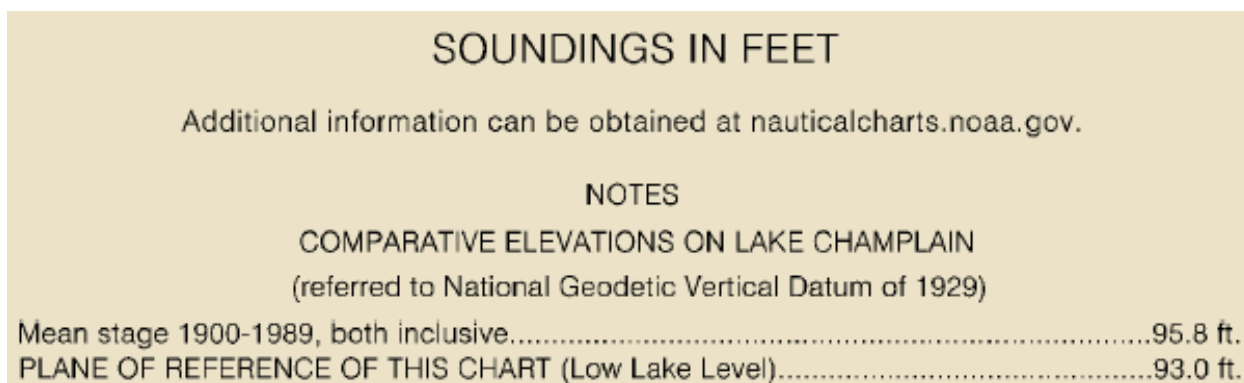 SOUNDINGS IN FEET
Additional information can be obtained at nauticalcharts.noaa.gov.
NOTES
COMPARATIVE ELEVATIONS ON LAKE CHAMPLAIN
(referred to National Geodetic Vertical Datum of 1929)
Mean stage 1900-1989, both inclusive....................................................................................95.8 ft.
PLANE OF REFERENCE OF THIS CHART (Low Lake Level)................................................93.0 ft.